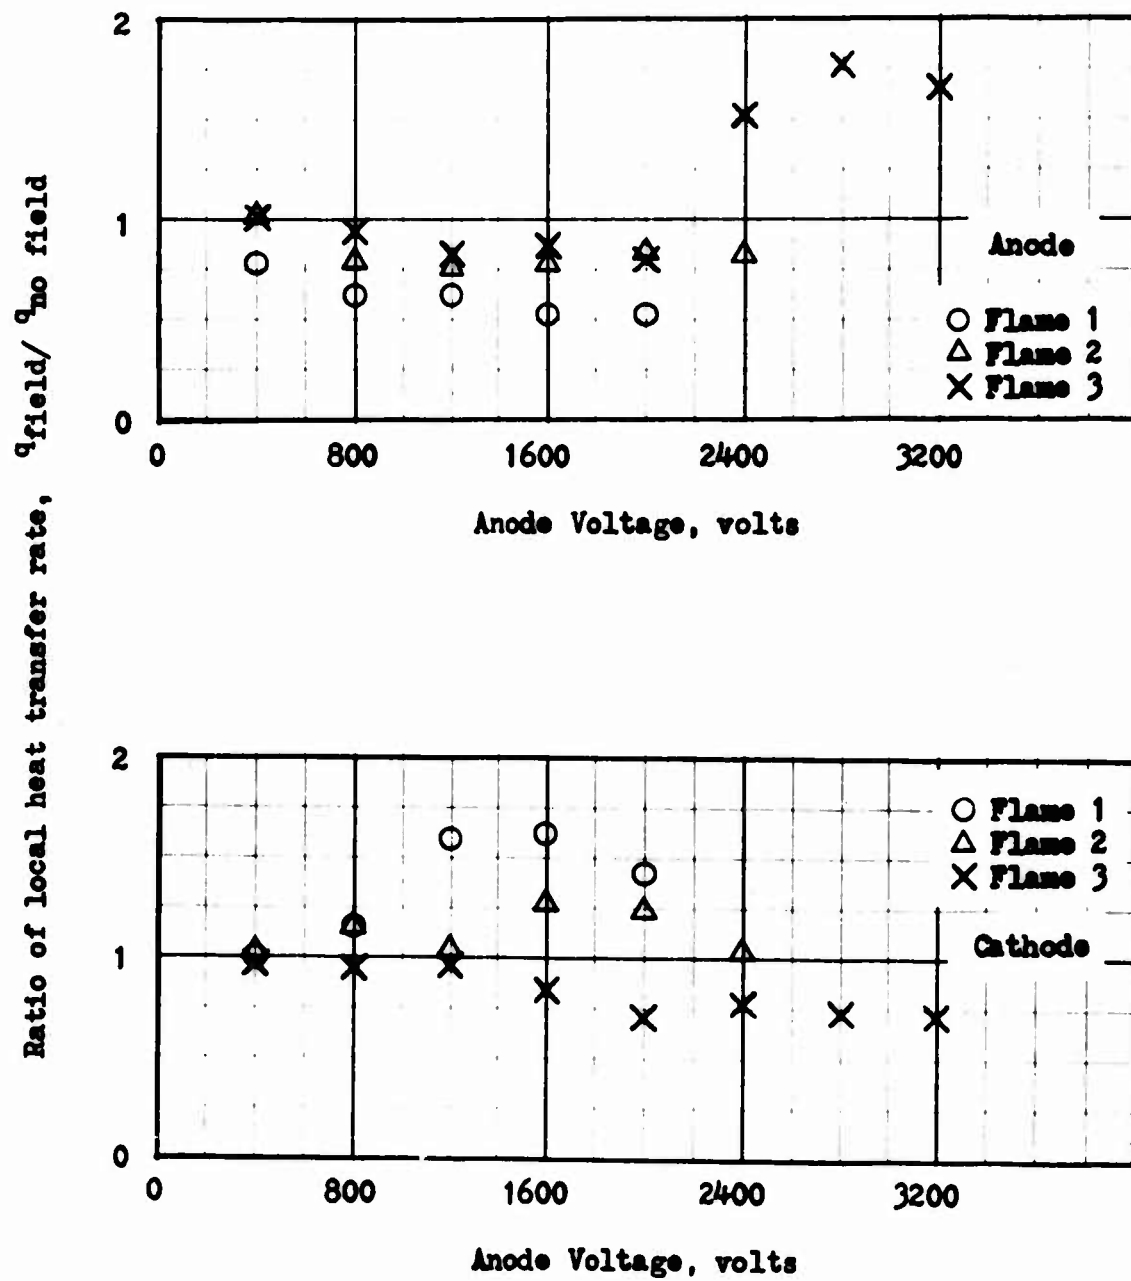 Ratio of local heat transfer rate, qfield/ qno field
2
1
0
Anode
Flame 1
Flame 2
Flame 3
0 800 1600 2400 3200
Anode Voltage, volts
2
1
0
Flame 1
Flame 2
Flame 3
Cathode
0 800 1600 2400 3200
Anode Voltage, volts